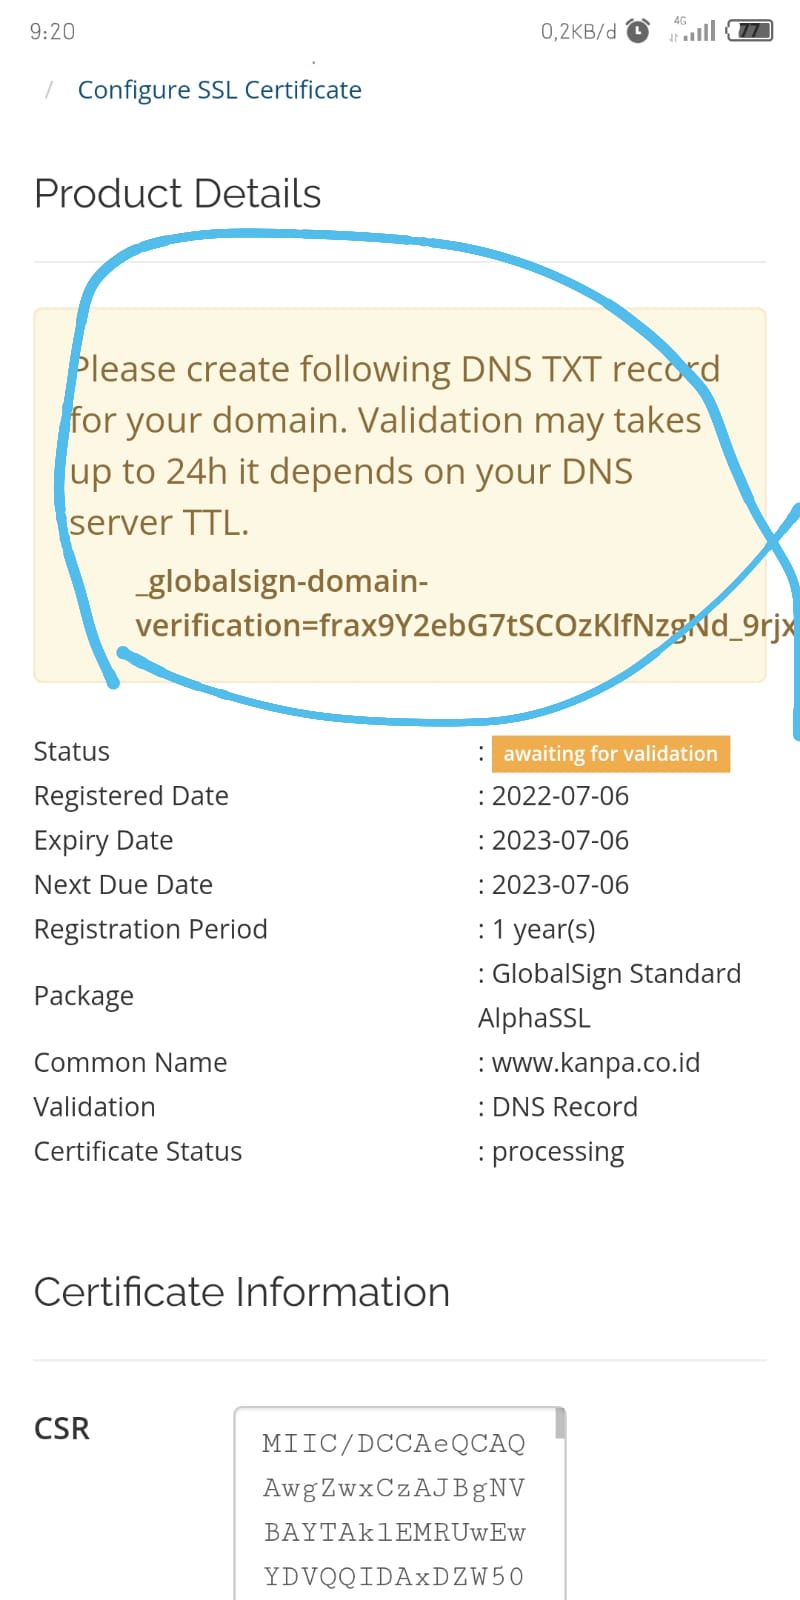 9:20 0,2KB/d 4G 77
/ Configure SSL Certificate
Product Details
Please create following DNS TXT record
for your domain. Validation may takes
up to 24h it depends on your DNS
server TTL.
_globalsign-domain-
verification=frax9Y2ebG7tSCOzKlfNzgNd_9rjx
Status : awaiting for validation
Registered Date : 2022-07-06
Expiry Date : 2023-07-06
Next Due Date : 2023-07-06
Registration Period : 1 year(s)
Package : GlobalSign Standard
AlphaSSL
Common Name : www.kanpa.co.id
Validation : DNS Record
Certificate Status : processing
Certificate Information
CSR
MIIC/DCCAeQCAQ
AwgZwxCzAJBgNV
BAYTAklEMRUwEw
YDVQQIDAxDZW50